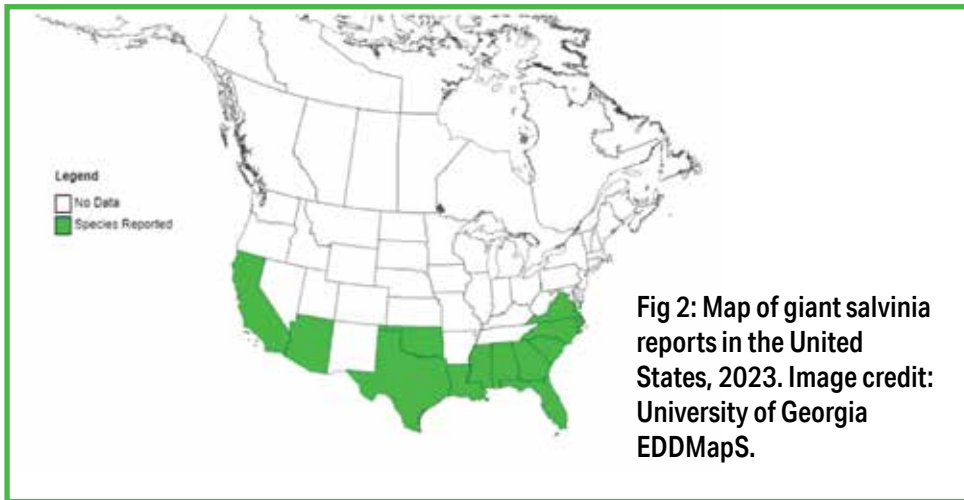 Legend
No Data
Species Reported
Fig 2: Map of giant salvinia
reports in the United
States, 2023. Image credit:
University of Georgia
EDDMapS.